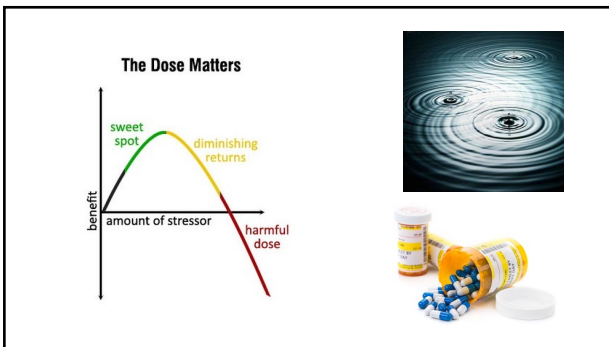 The Dose Matters
sweet
spot
diminishing
returns
benefit
amount of stressor
harmful
dose